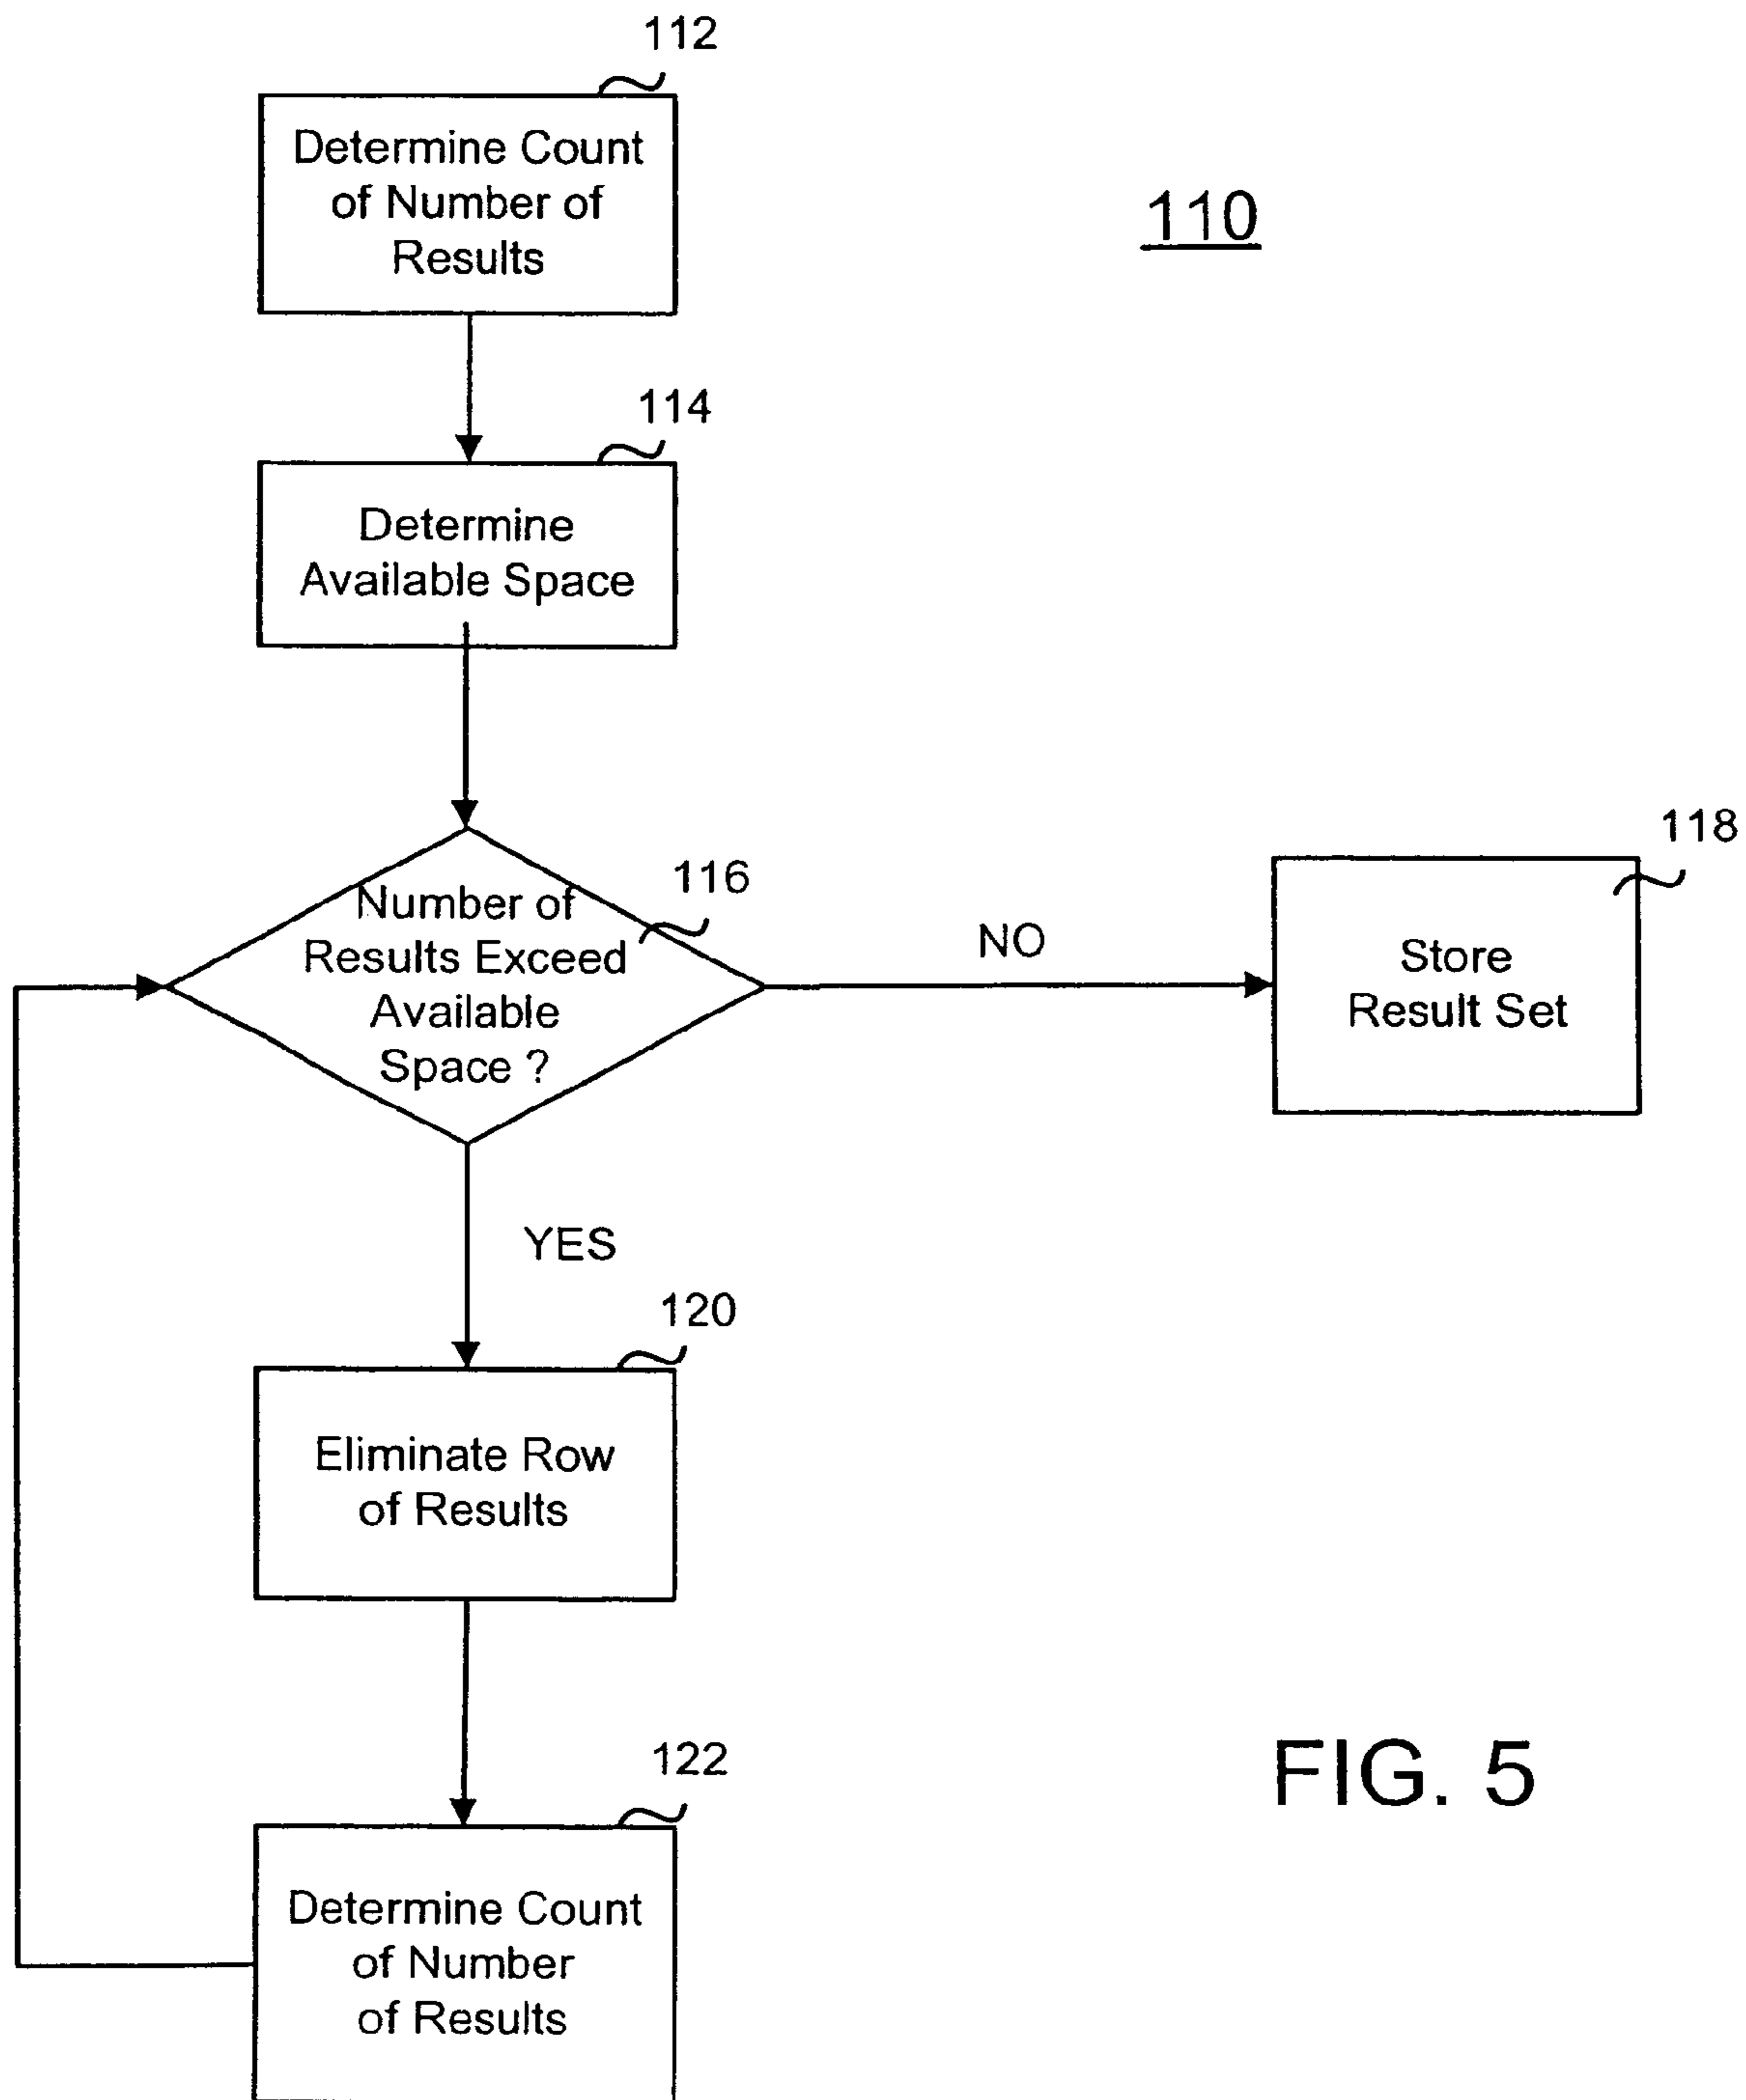 112
Determine Count
of Number of
Results
110
114
Determine
Available Space
116
Number of
Results Exceed
Available
Space ?
NO
118
Store
Result Set
YES
120
Eliminate Row
of Results
122
Determine Count
of Number
of Results
FIG. 5